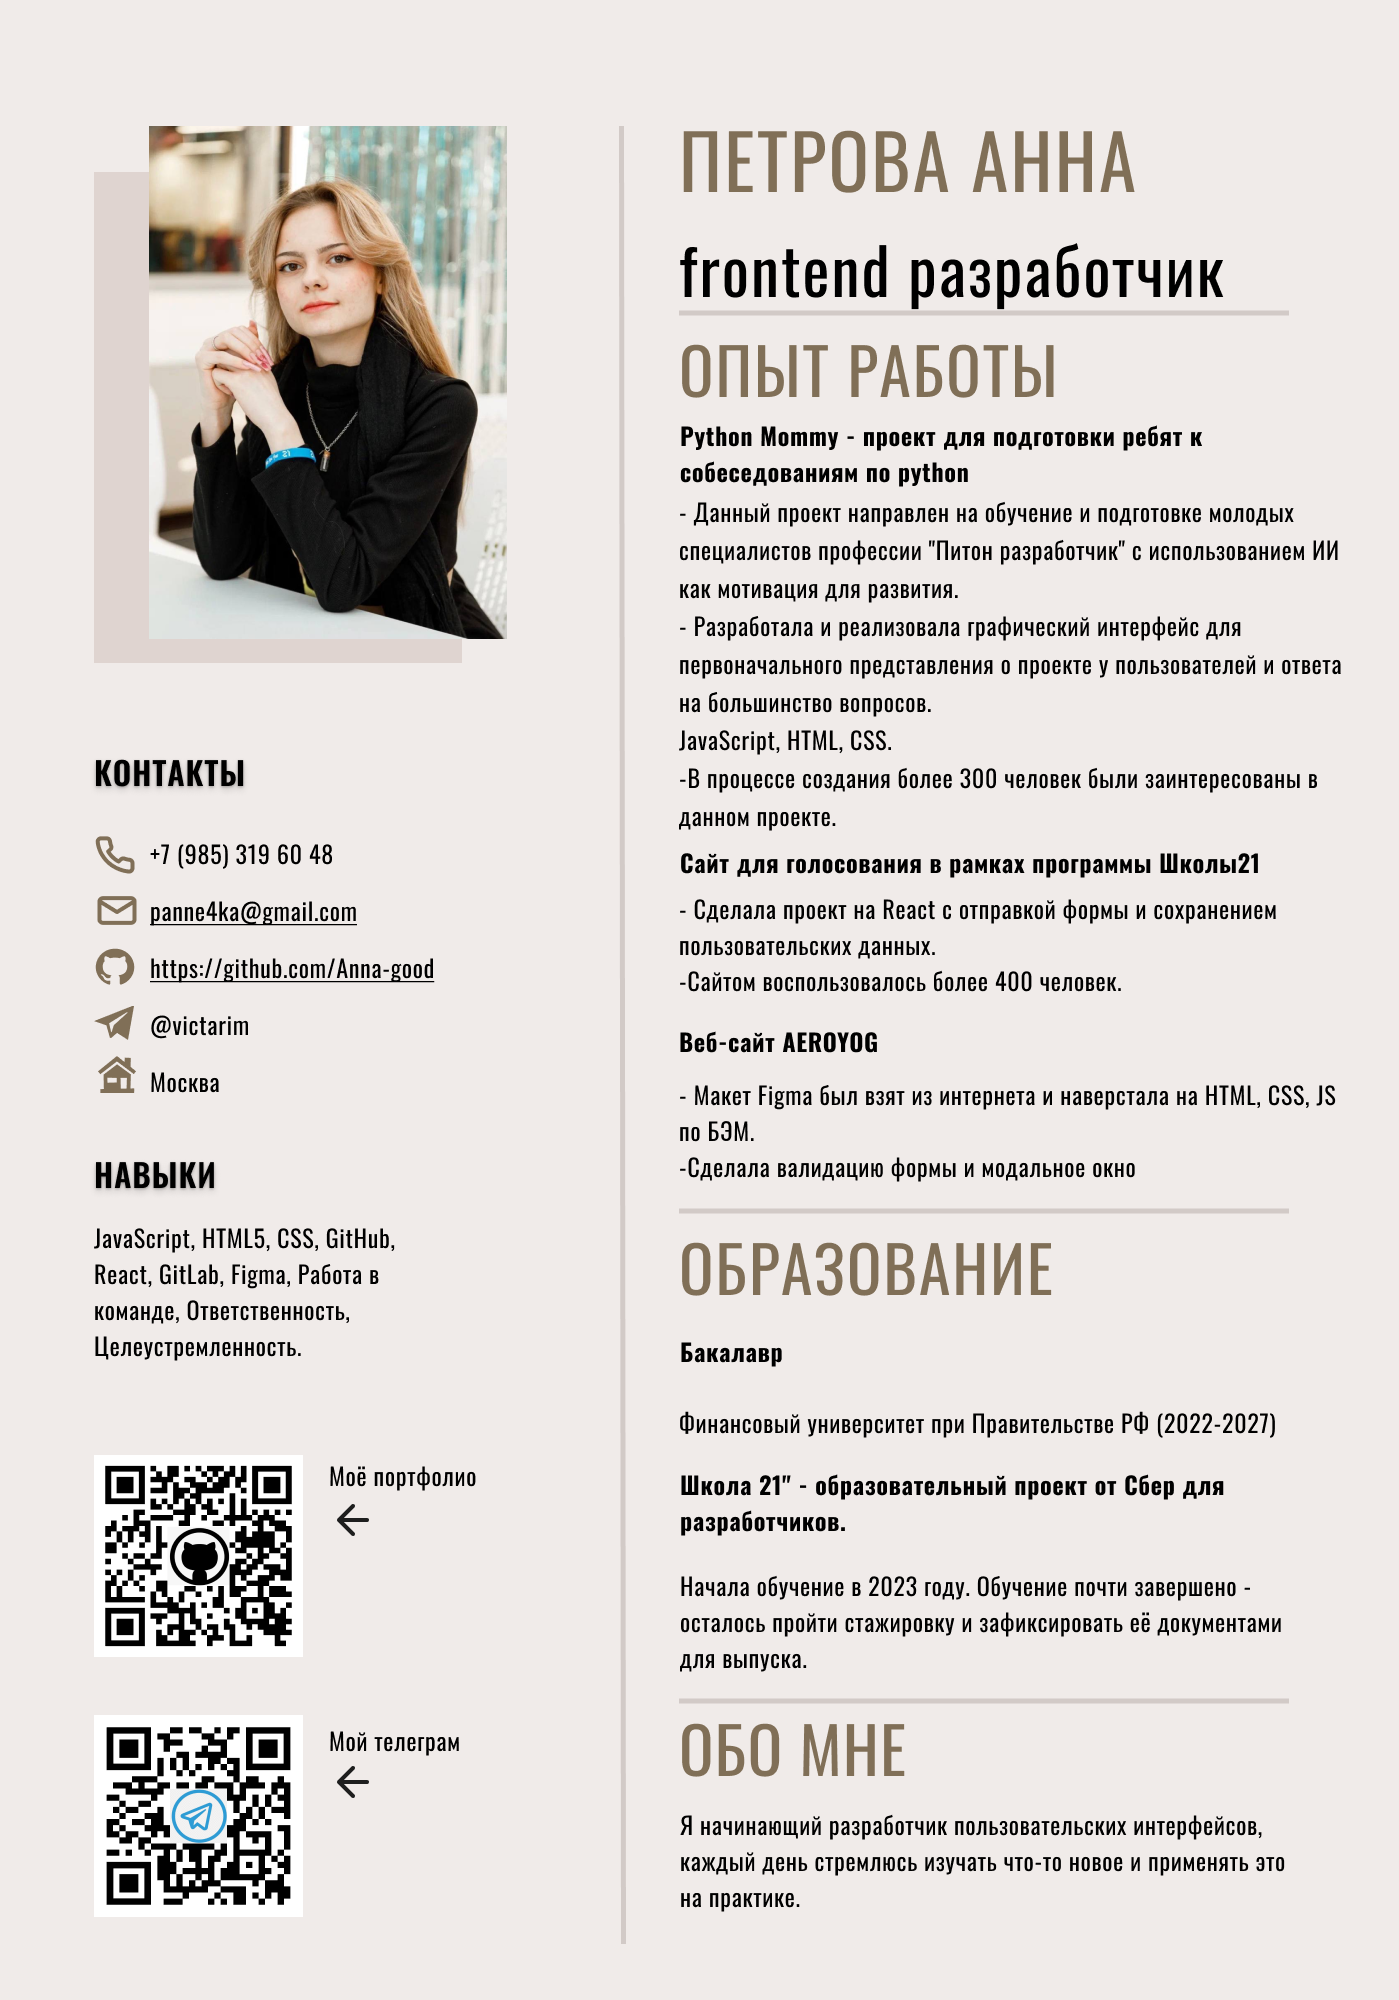 ПЕТРОВА АННА
frontend разработчик
ОПЫТ РАБОТЫ
Python Mommy - проект для подготовки ребят к
собеседованиям по python
- Данный проект направлен на обучение и подготовке молодых
специалистов профессии "Питон разработчик" с использованием ИИ
как мотивация для развития.
- Разработала и реализовала графический интерфейс для
первоначального представления о проекте у пользователей и ответа
на большинство вопросов.
JavaScript, HTML, CSS.
-В процессе создания более 300 человек были заинтересованы в
данном проекте.
Сайт для голосования в рамках программы Школы21
- Сделала проект на React с отправкой формы и сохранением
пользовательских данных.
-Сайтом воспользовалось более 400 человек.
Веб-сайт AEROYOG
- Макет Figma был взят из интернета и наверстала на HTML, CSS, JS
по БЭМ.
-Сделала валидацию формы и модальное окно
ОБРАЗОВАНИЕ
Бакалавр
Финансовый университет при Правительстве РФ (2022-2027)
Школа 21" - образовательный проект от Сбер для
разработчиков.
Начала обучение в 2023 году. Обучение почти завершено -
осталось пройти стажировку и зафиксировать её документами
для выпуска.
ОБО МНЕ
Я начинающий разработчик пользовательских интерфейсов,
каждый день стремлюсь изучать что-то новое и применять это
на практике.
КОНТАКТЫ
+7 (985) 319 60 48
panne4ka@gmail.com
https://github.com/Anna-good
@victarim
Москва
НАВЫКИ
JavaScript, HTML5, CSS, GitHub,
React, GitLab, Figma, Работа в
команде, Ответственность,
Целеустремленность.
Моё портфолио
Мой телеграм